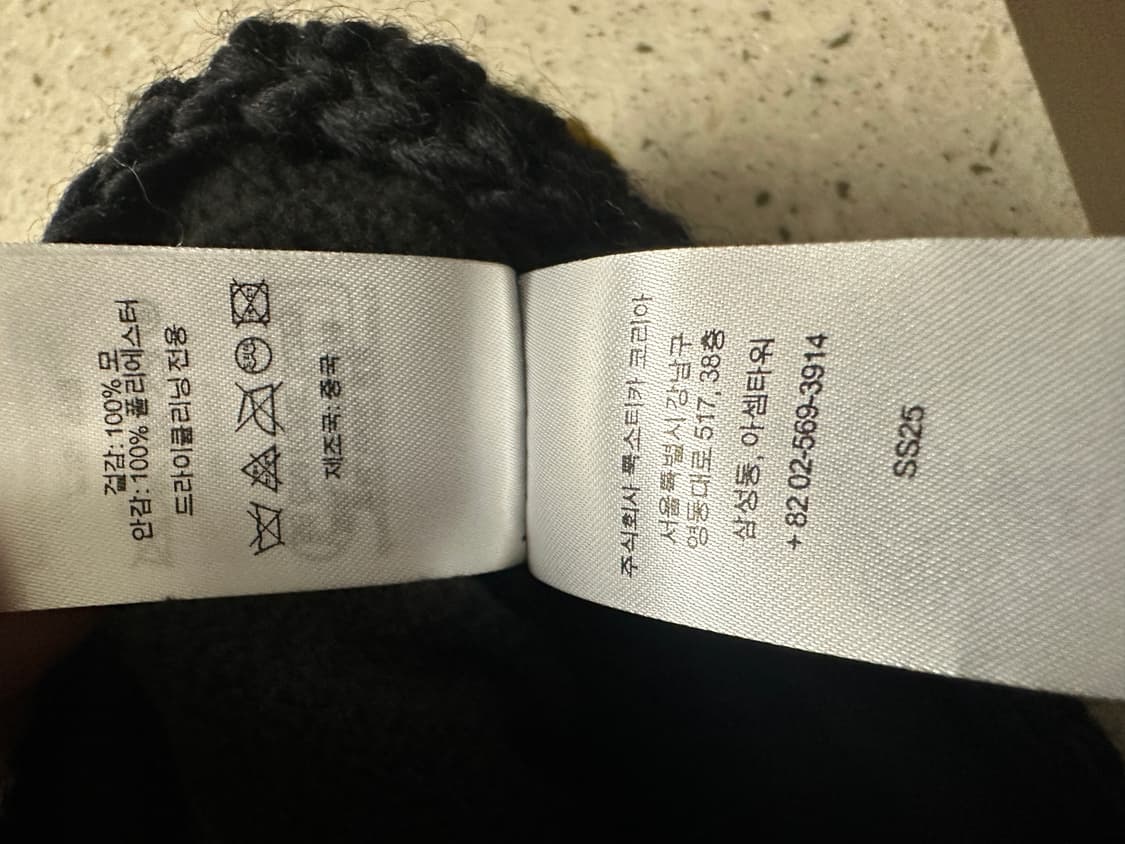 겉감: 100% 모
안감: 100% 폴리에스터
드라이클리닝 전용
제조국: 중국
주식회사 폭스티카 코리아
서울특별시 강남구
영동대로 517, 38층
삼성동, 아셈타워
+ 82 02-569-3914
SS25